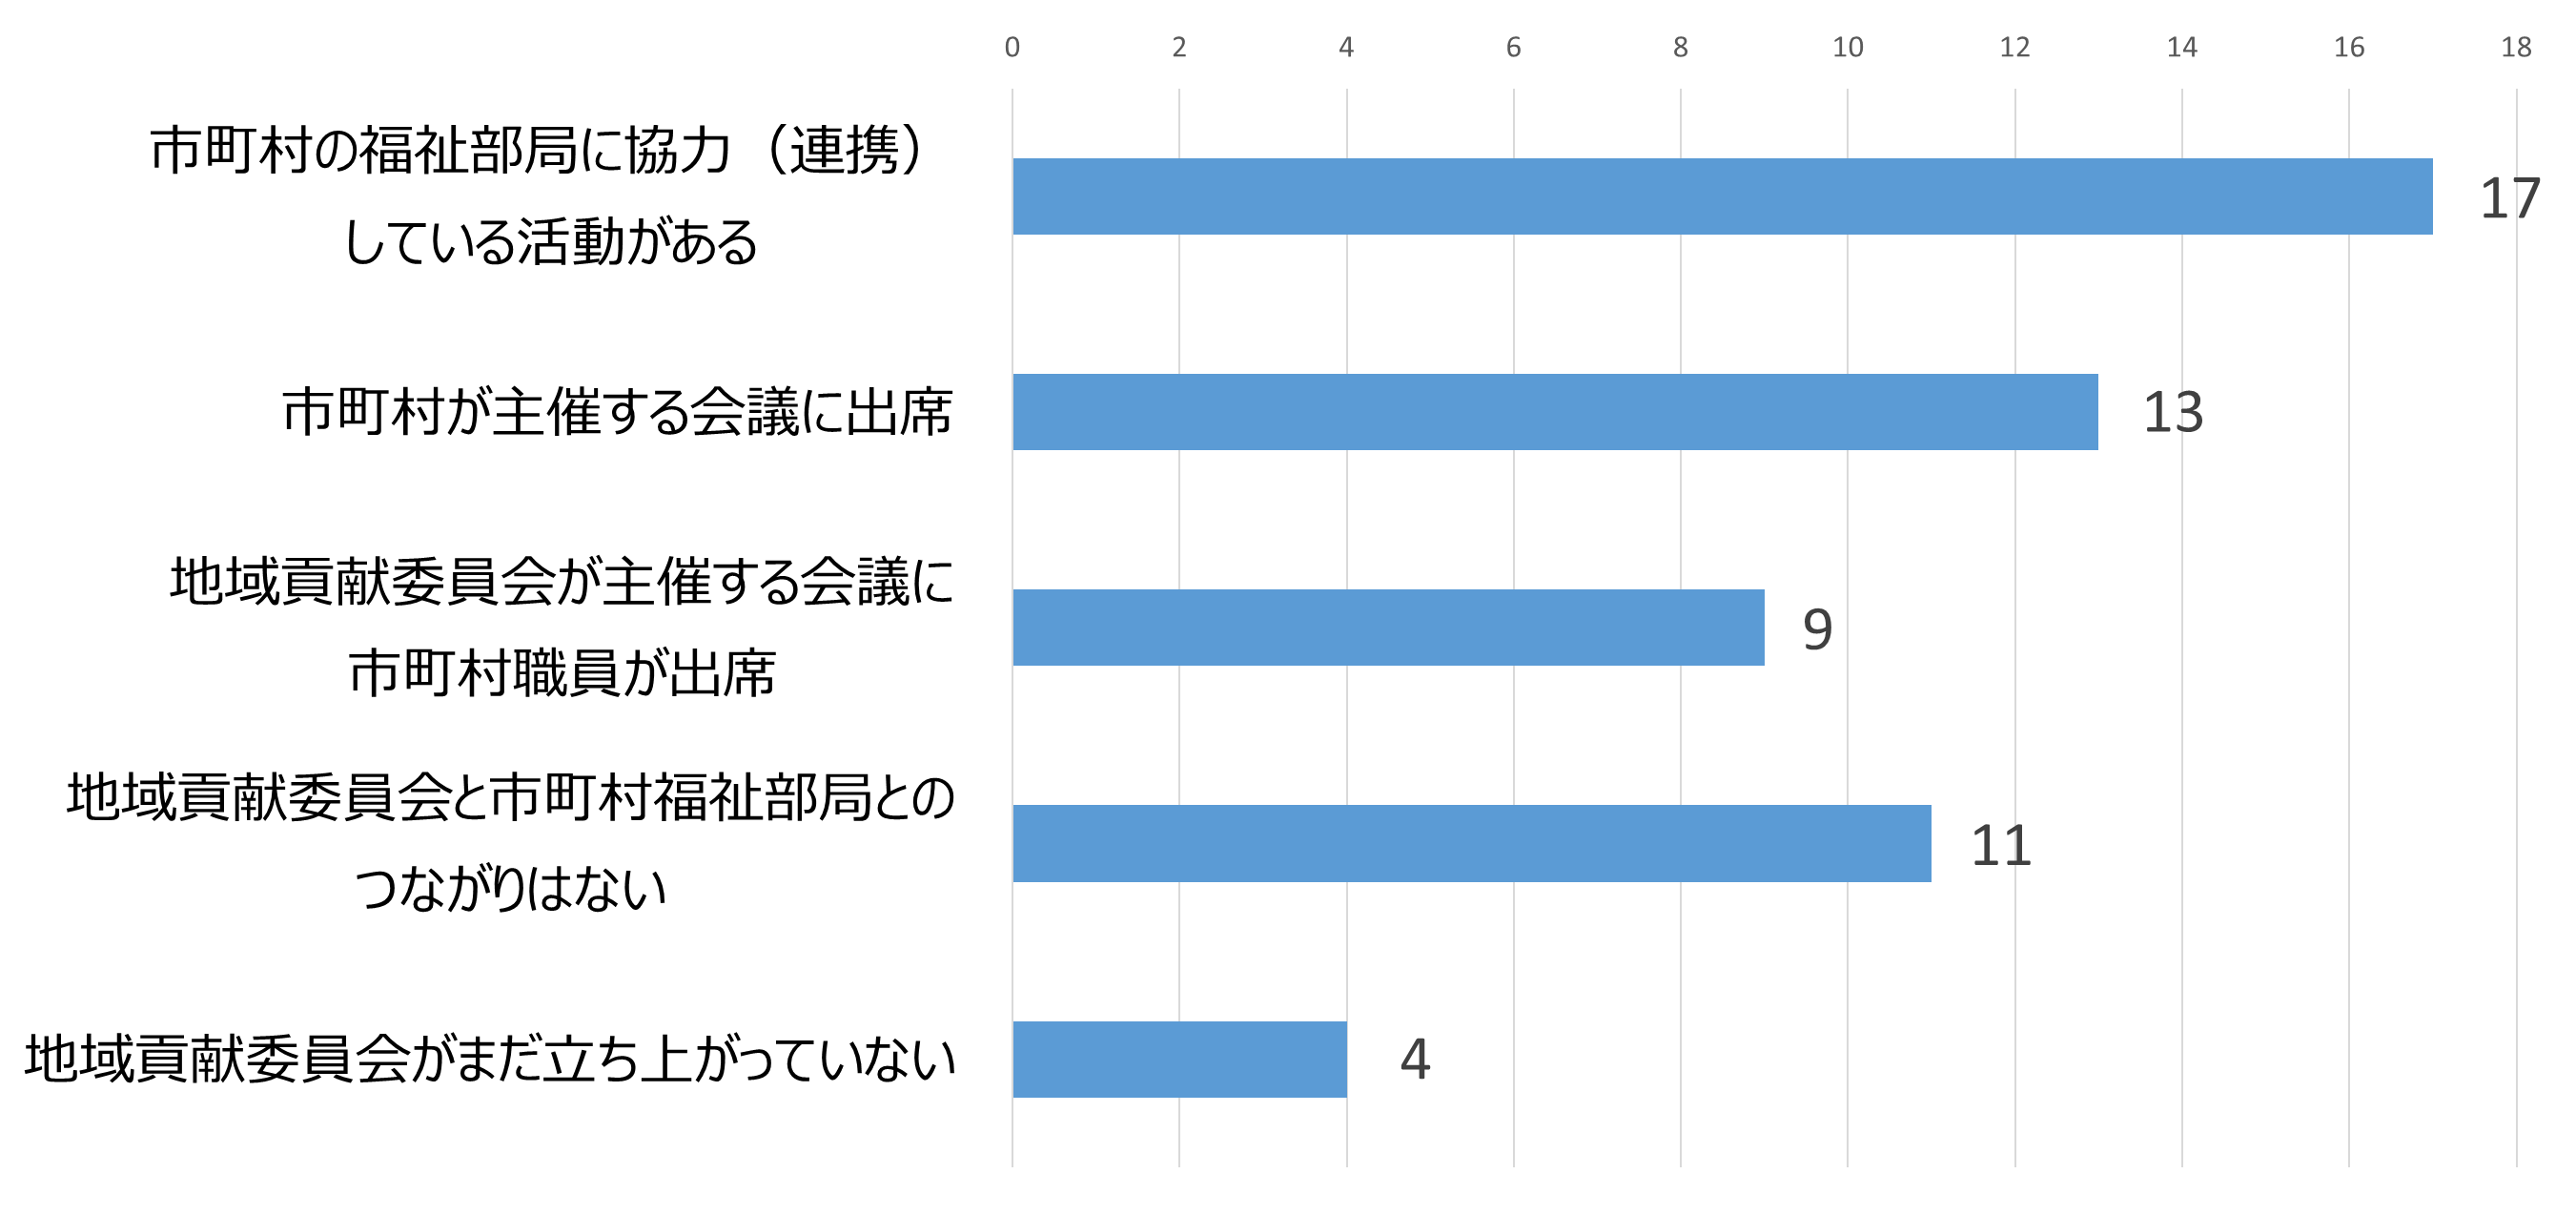 0 2 4 6 8 10 12 14 16 18
市町村の福祉部局に協力（連携）
している活動がある
17
市町村が主催する会議に出席
13
地域貢献委員会が主催する会議に
市町村職員が出席
9
地域貢献委員会と市町村福祉部局との
つながりはない
11
地域貢献委員会がまだ立ち上がっていない
4